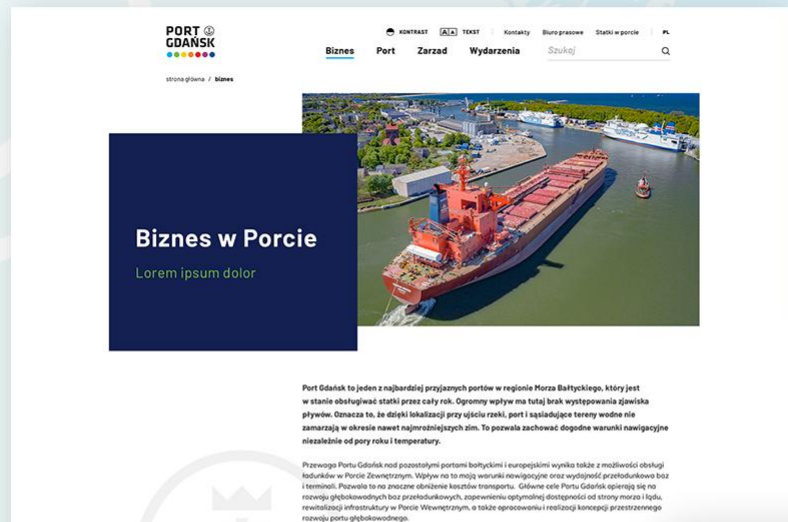 PORT
GDAŃSK
KONTRAST AA TEKST Kontakty Biuro prasowe Statki w porcie PL
Biznes Port Zarzad Wydarzenia Szukaj
strona główna / biznes
Biznes w Porcie
Lorem ipsum dolor
Port Gdańsk to jeden z najbardziej przyjaznych portów w regionie Morza Bałtyckiego, który jest
w stanie obsługiwać statki przez cały rok. Ogromny wpływ ma tutaj brak występowania zjawiska
pływów. Oznacza to, że dzięki lokalizacji przy ujściu rzeki, port i sąsiadujące tereny wodne nie
zamarzają w okresie nawet najmroźniejszych zim. To pozwala zachować dogodne warunki nawigacyjne
niezależnie od pory roku i temperatury.
Przewaga Portu Gdańsk nad pozostałymi portami bałtyckimi i europejskimi wynika także z możliwości obsługi
ładunków w Porcie Zewnętrznym. Wpływ na to mają warunki nawigacyjne oraz wydajność przeładunkowa baz
i terminali. Pozwala to na znaczne obniżenie kosztów transportu. Główne cele Portu Gdańsk opierają się na
rozwoju głębokowodnych baz przeładunkowych, zapewnieniu optymalnej dostępności od strony morza i lądu,
rewitalizacji infrastruktury w Porcie Wewnętrznym, a także opracowaniu i realizacji koncepcji przestrzennego
rozwoju portu głębokowodnego.